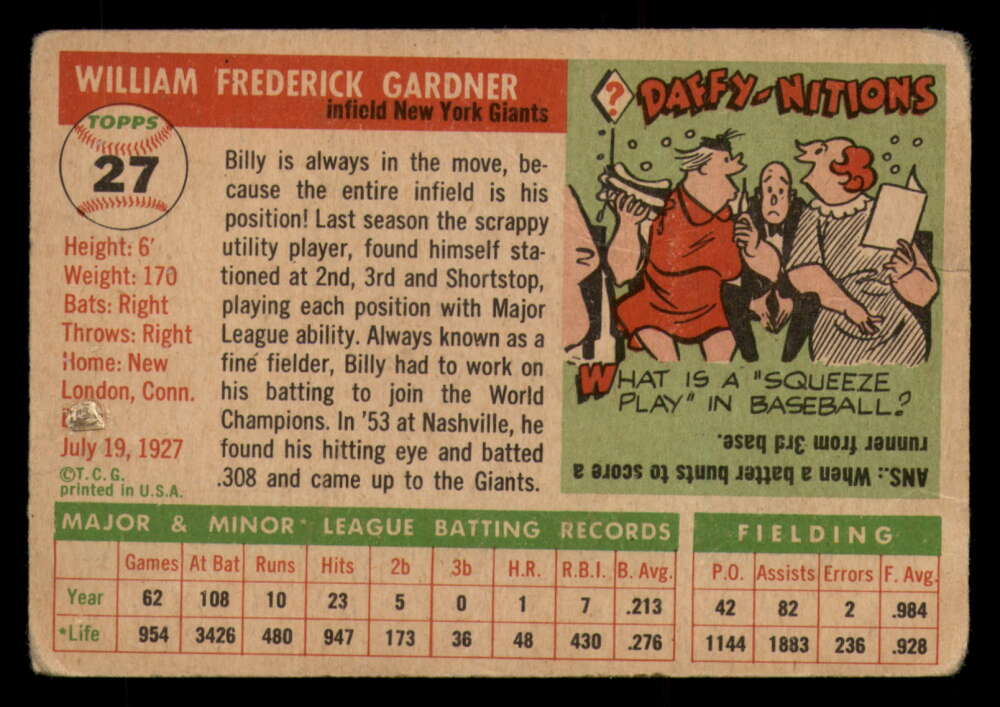 WILLIAM FREDERICK GARDNER
infield New York Giants
TOPPS
27
Height: 6'
Weight: 170
Bats: Right
Throws: Right
Home: New
London, Conn.
July 19, 1927
©T.C.G.
printed in U.S.A.
Billy is always in the move, be-
cause the entire infield is his
position! Last season the scrappy
utility player, found himself sta-
tioned at 2nd, 3rd and Shortstop,
playing each position with Major
League ability. Always known as a
fine fielder, Billy had to work on
his batting to join the World
Champions. In '53 at Nashville, he
found his hitting eye and batted
.308 and came up to the Giants.
? DAFFY-NITIONS
WHAT IS A "SQUEEZE
PLAY" IN BASEBALL?
ANS.: When a batter bunts to score a
runner from 3rd base.
MAJOR & MINOR* LEAGUE BATTING RECORDS
Games At Bat Runs Hits 2b 3b H.R. R.B.I. B. Avg.
Year 62 108 10 23 5 0 1 7 .213
*Life 954 3426 480 947 173 36 48 430 .276
FIELDING
P.O. Assists Errors F. Avg.
42 82 2 .984
1144 1883 236 .928